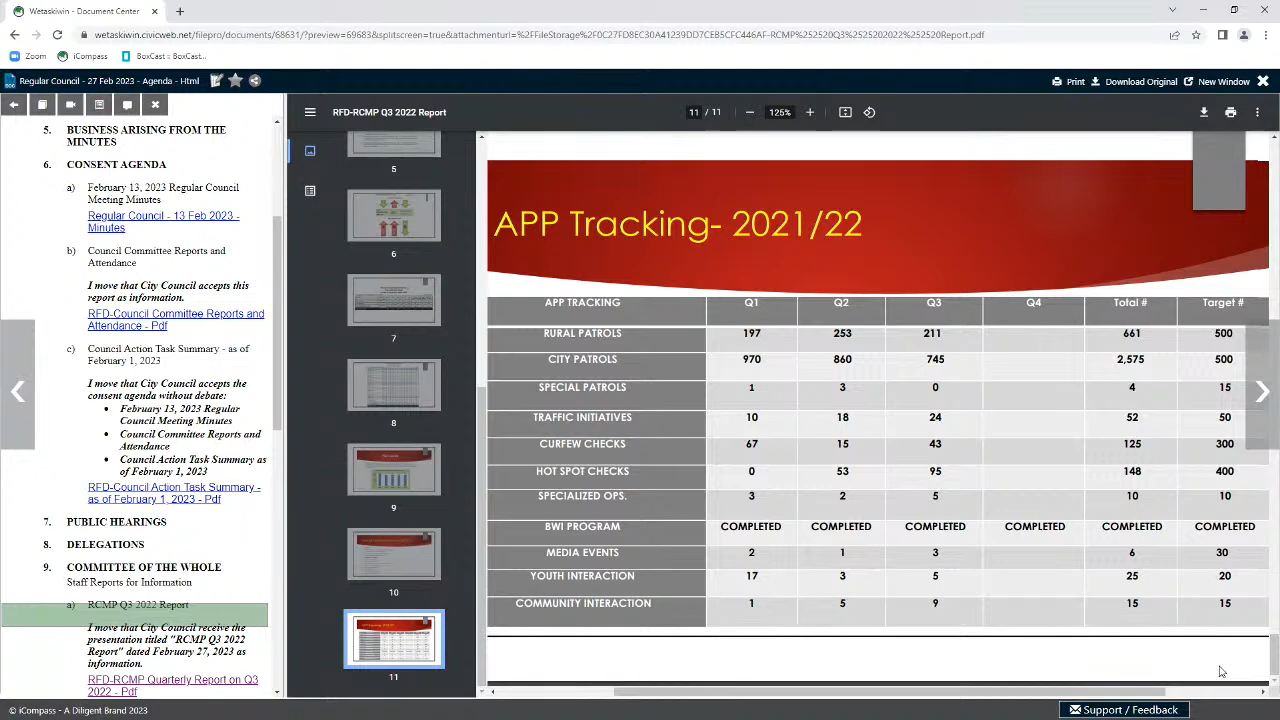 Wetaskiwin - Document Center
wetaskiwin.civicweb.net/filepro/documents/68631/?preview=69683&splitscreen=true&attachmenturl=%2FFileStorage%2F0C27FD8EC30A41239DD7CEB5CFC446AF-RCMP%252520Q3%2525202022%252520Report.pdf
Zoom iCompass BoxCast: BoxCast...
Regular Council - 27 Feb 2023 - Agenda - Html Print Download Original New Window
5. BUSINESS ARISING FROM THE
MINUTES
6. CONSENT AGENDA
a) February 13, 2023 Regular Council
Meeting Minutes
Regular Council - 13 Feb 2023 -
Minutes
b) Council Committee Reports and
Attendance
I move that City Council accepts this
report as information.
RFD-Council Committee Reports and
Attendance - Pdf
c) Council Action Task Summary - as of
February 1, 2023
I move that City Council accepts the
consent agenda without debate:
• February 13, 2023 Regular
Council Meeting Minutes
• Council Committee Reports and
Attendance
• Council Action Task Summary as
of February 1, 2023
RFD-Council Action Task Summary -
as of February 1, 2023 - Pdf
7. PUBLIC HEARINGS
8. DELEGATIONS
9. COMMITTEE OF THE WHOLE
Staff Reports for Information
a) RCMP Q3 2022 Report
I move that City Council receive the
presentation titled "RCMP Q3 2022
Report" dated February 27, 2023 as
information.
RFD-RCMP Quarterly Report on Q3
2022 - Pdf
RFD-RCMP Q3 2022 Report 11 / 11 125%
5
6
7
8
9
10
11
APP Tracking- 2021/22
APP TRACKING Q1 Q2 Q3 Q4 Total # Target #
RURAL PATROLS 197 253 211 661 500
CITY PATROLS 970 860 745 2,575 500
SPECIAL PATROLS 1 3 0 4 15
TRAFFIC INITIATIVES 10 18 24 52 50
CURFEW CHECKS 67 15 43 125 300
HOT SPOT CHECKS 0 53 95 148 400
SPECIALIZED OPS. 3 2 5 10 10
BWI PROGRAM COMPLETED COMPLETED COMPLETED COMPLETED COMPLETED COMPLETED
MEDIA EVENTS 2 1 3 6 30
YOUTH INTERACTION 17 3 5 25 20
COMMUNITY INTERACTION 1 5 9 15 15
© iCompass - A Diligent Brand 2023 Support / Feedback